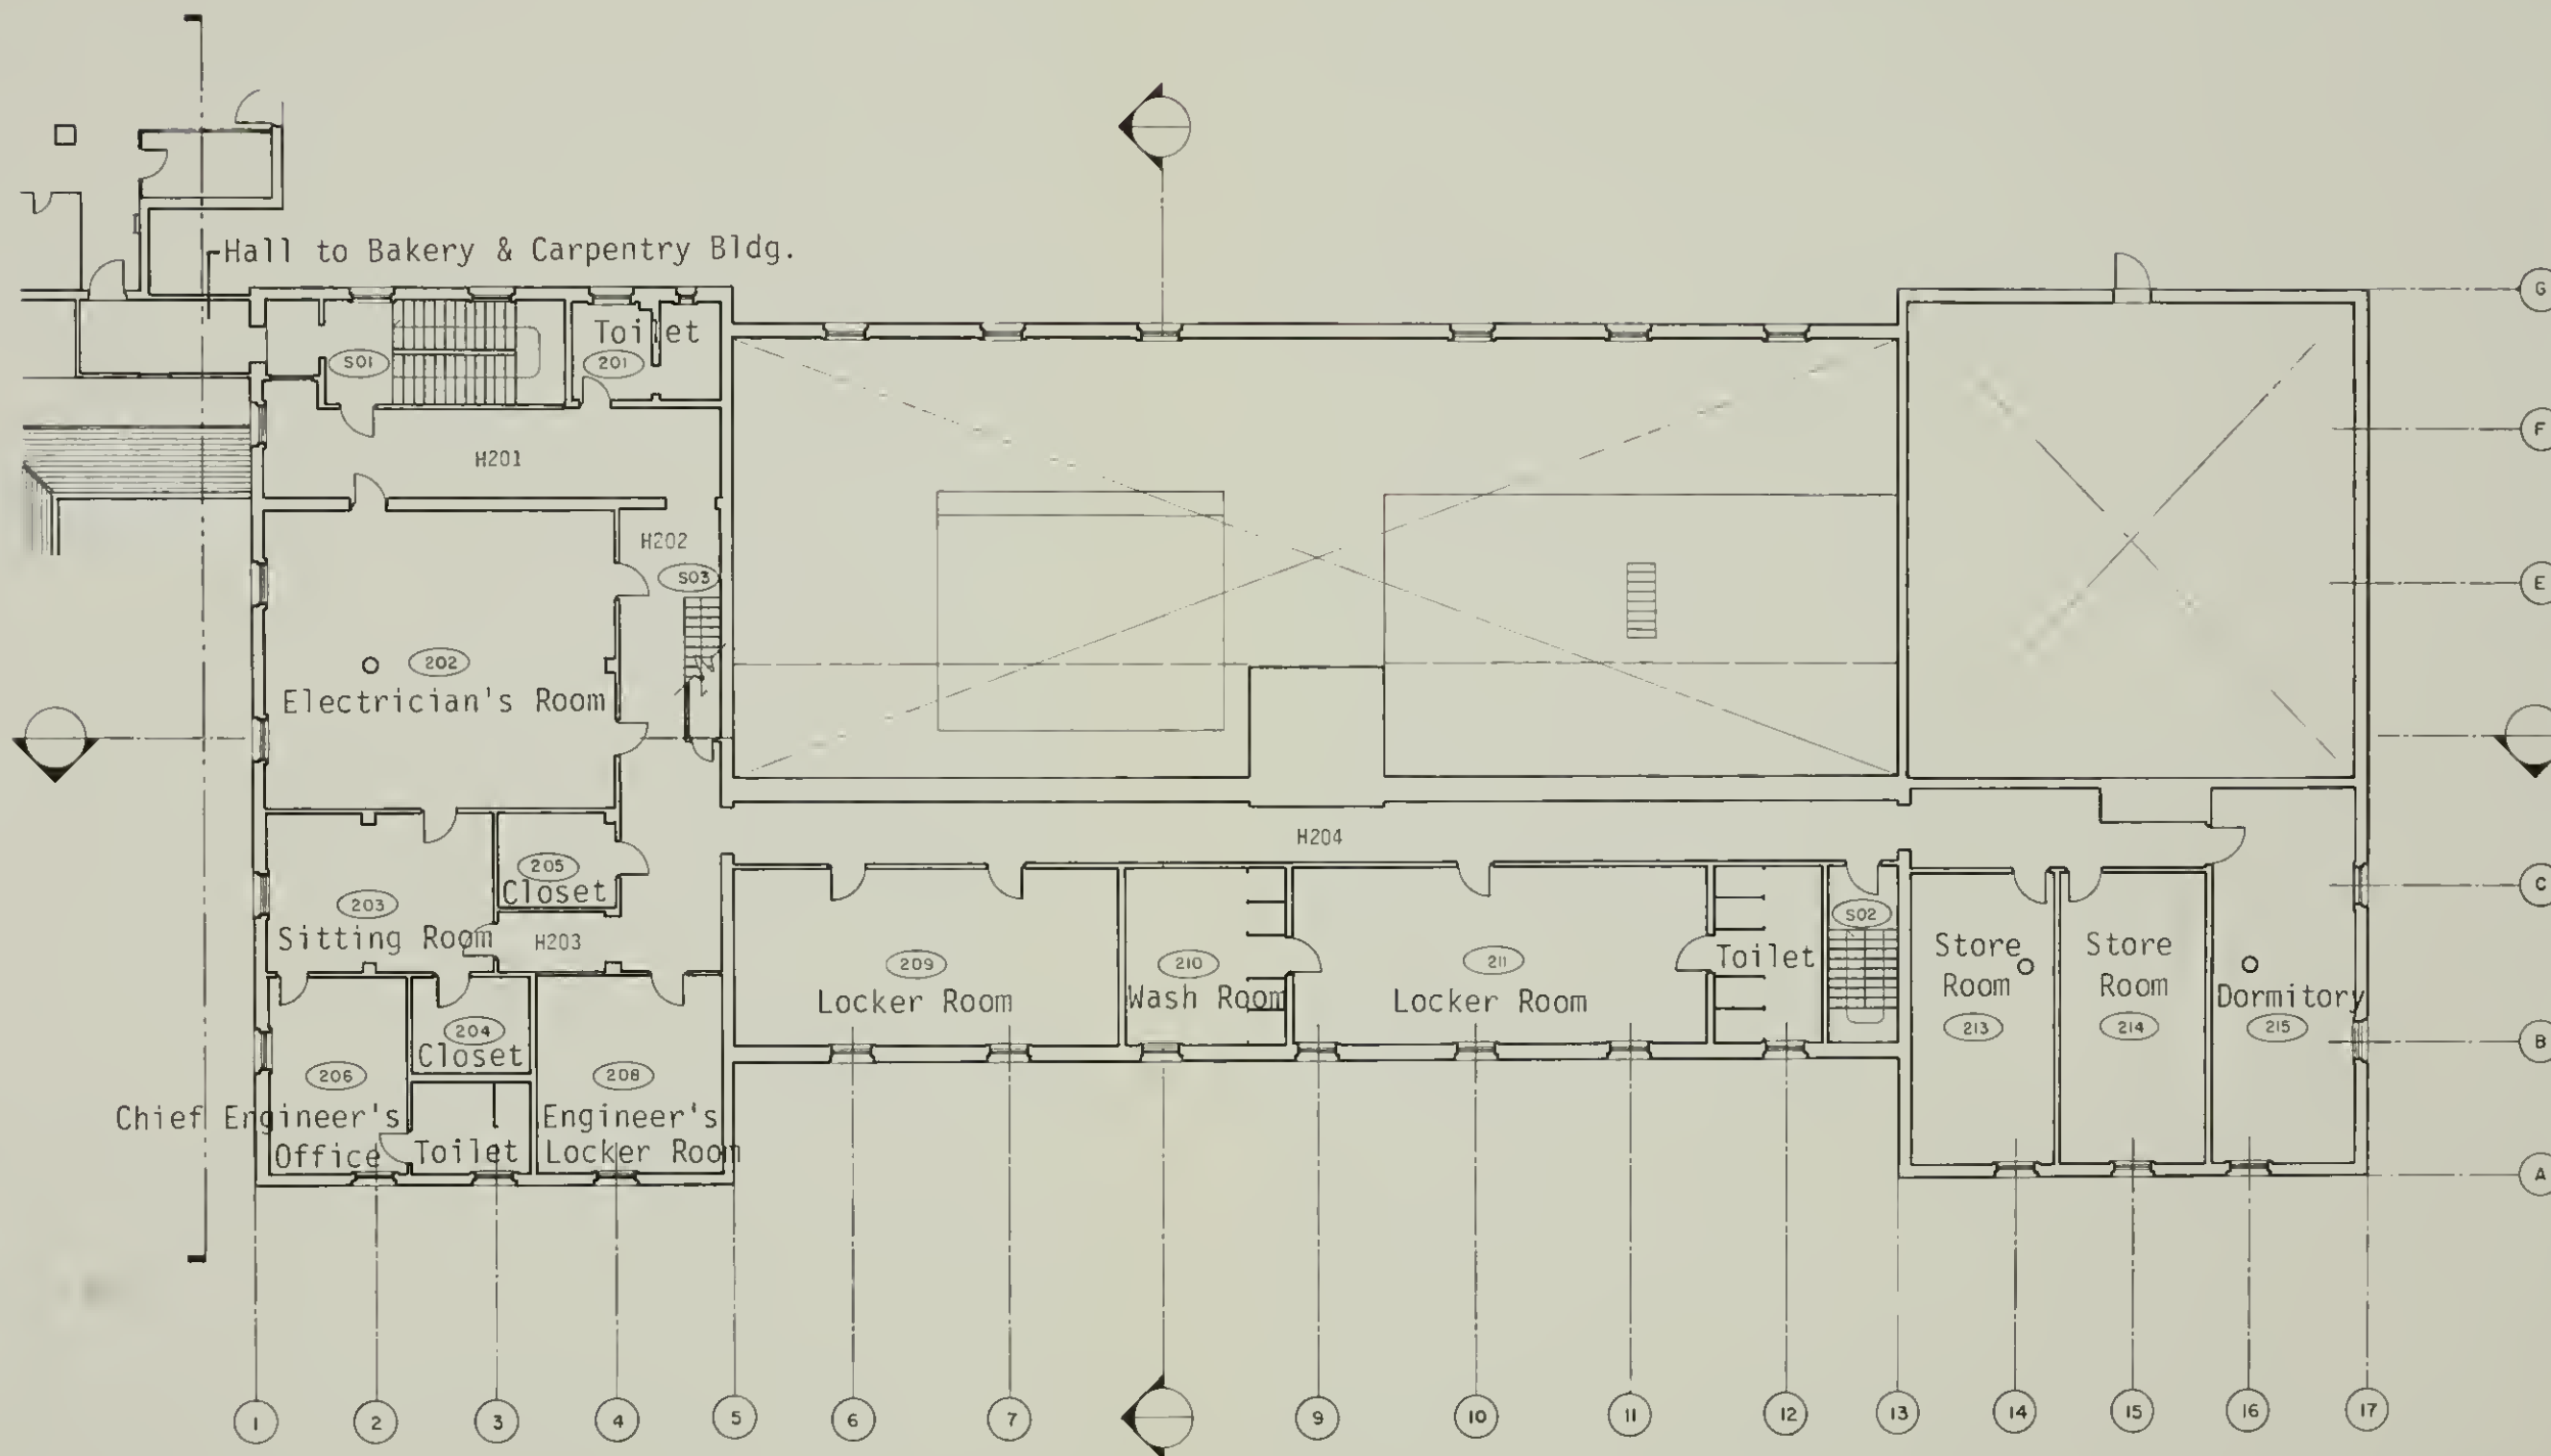 Hall to Bakery & Carpentry Bldg.
G
Toilet
S01
201
F
H201
H202
S03
E
202
Electrician's Room
H204
205
Closet
C
203
S02
Sitting Room
H203
209
Locker Room
210
Wash Room
211
Locker Room
Toilet
Store
Room
213
Store
Room
214
Dormitory
215
B
204
Closet
206
208
Chief Engineer's
Office
Toilet
Engineer's
Locker Room
A
1
2
3
4
5
6
7
9
10
11
12
13
14
15
16
17